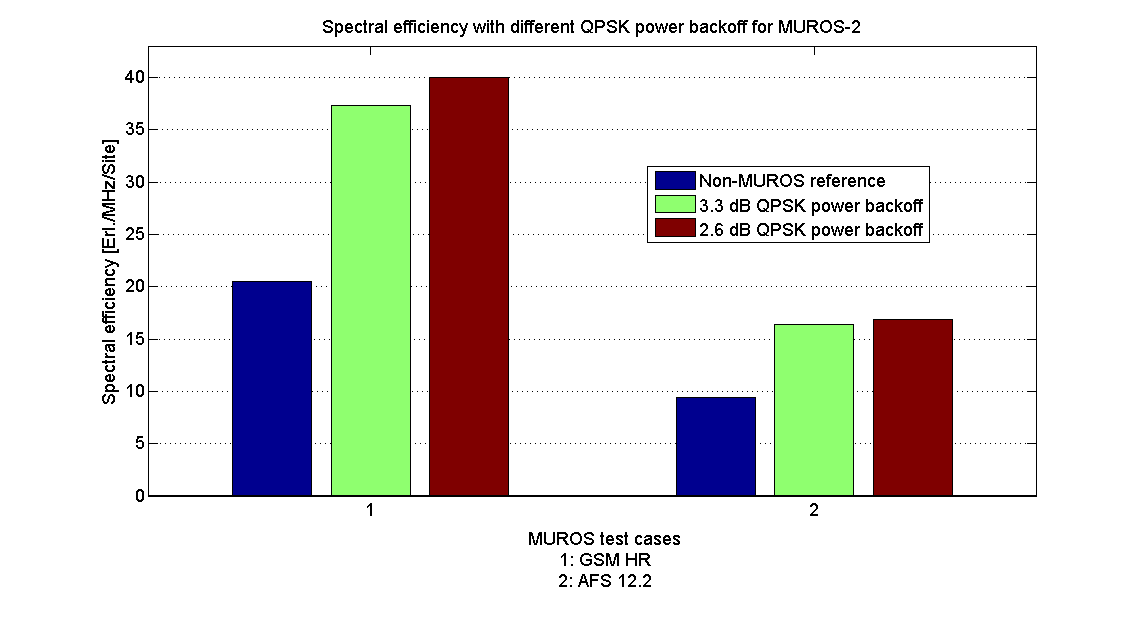 Spectral efficiency with different QPSK power backoff for MUROS-2
Spectral efficiency [Erl./MHz/Site]
40
35
30
25
20
15
10
5
0
Non-MUROS reference
3.3 dB QPSK power backoff
2.6 dB QPSK power backoff
1
2
MUROS test cases
1: GSM HR
2: AFS 12.2